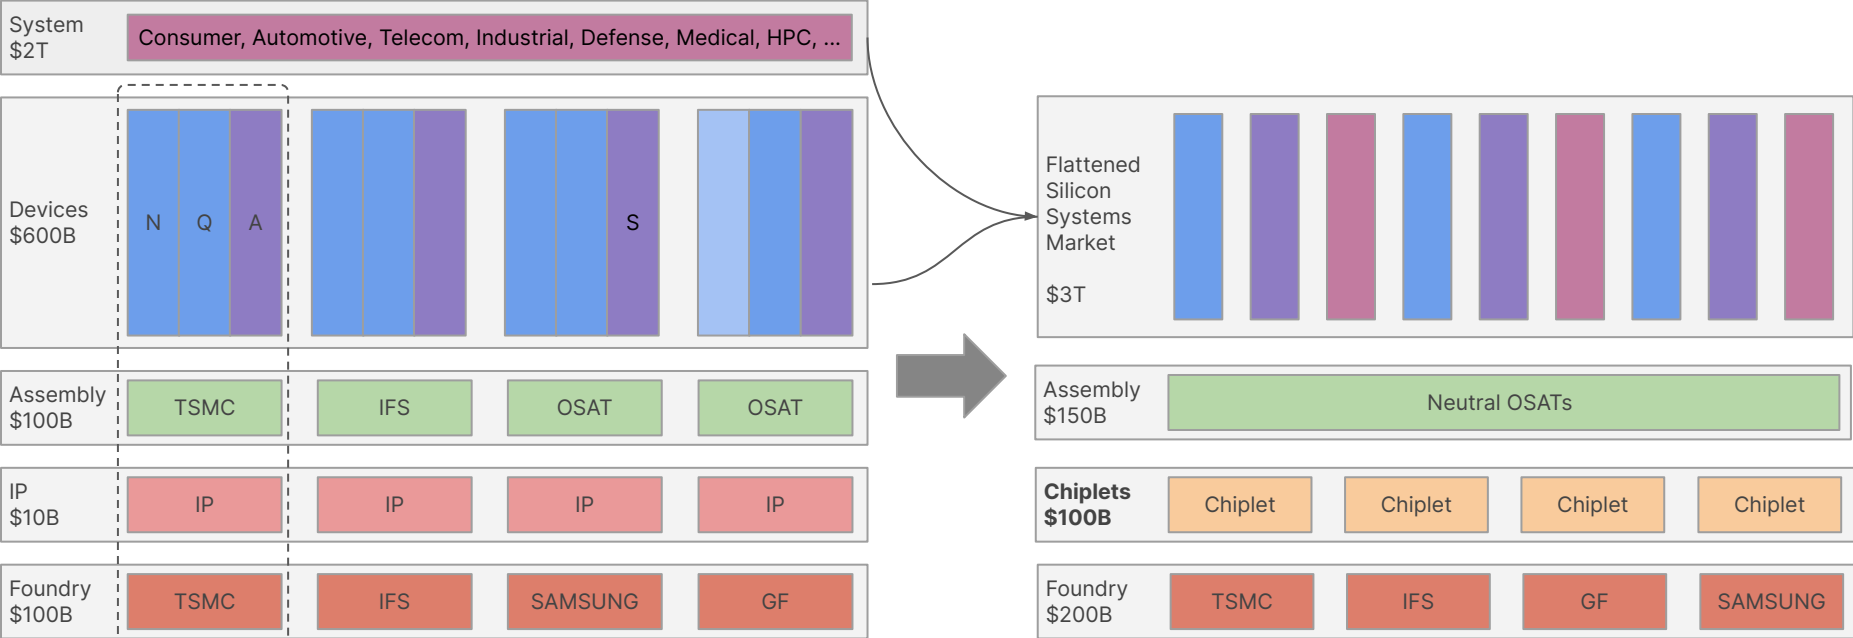 System
$2T
Consumer, Automotive, Telecom, Industrial, Defense, Medical, HPC, ...
Devices
$600B
N
Q
A
S
Assembly
$100B
TSMC
IFS
OSAT
OSAT
IP
$10B
IP
IP
IP
IP
Foundry
$100B
TSMC
IFS
SAMSUNG
GF
Flattened
Silicon
Systems
Market
$3T
Assembly
$150B
Neutral OSATs
Chiplets
$100B
Chiplet
Chiplet
Chiplet
Chiplet
Foundry
$200B
TSMC
IFS
GF
SAMSUNG